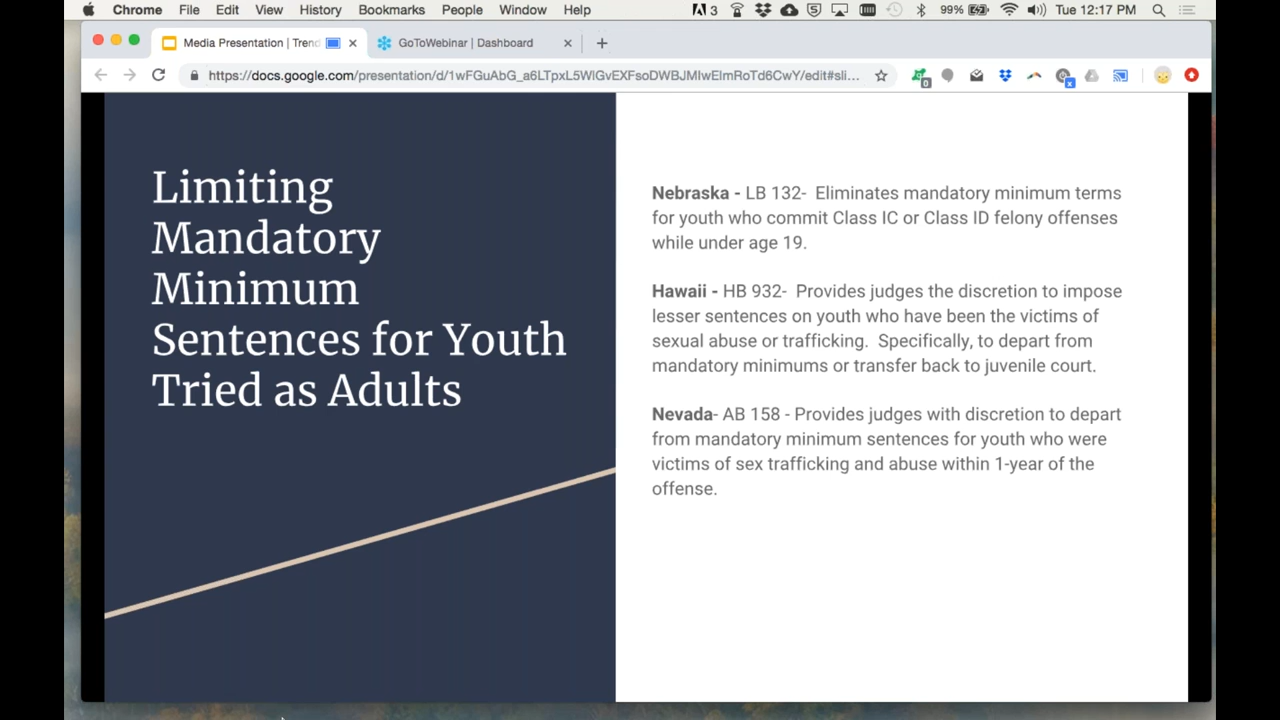 Chrome File Edit View History Bookmarks People Window Help 3 5 99% Tue 12:17 PM
Media Presentation | Trend GoToWebinar | Dashboard
https://docs.google.com/presentation/d/1wFGuAbG_a6LTpxL5WlGvEXFsoDWBJMIwElmRoTd6CwY/edit#sli... 0 x
Limiting
Mandatory
Minimum
Sentences for Youth
Tried as Adults
Nebraska - LB 132- Eliminates mandatory minimum terms
for youth who commit Class IC or Class ID felony offenses
while under age 19.
Hawaii - HB 932- Provides judges the discretion to impose
lesser sentences on youth who have been the victims of
sexual abuse or trafficking. Specifically, to depart from
mandatory minimums or transfer back to juvenile court.
Nevada- AB 158 - Provides judges with discretion to depart
from mandatory minimum sentences for youth who were
victims of sex trafficking and abuse within 1-year of the
offense.